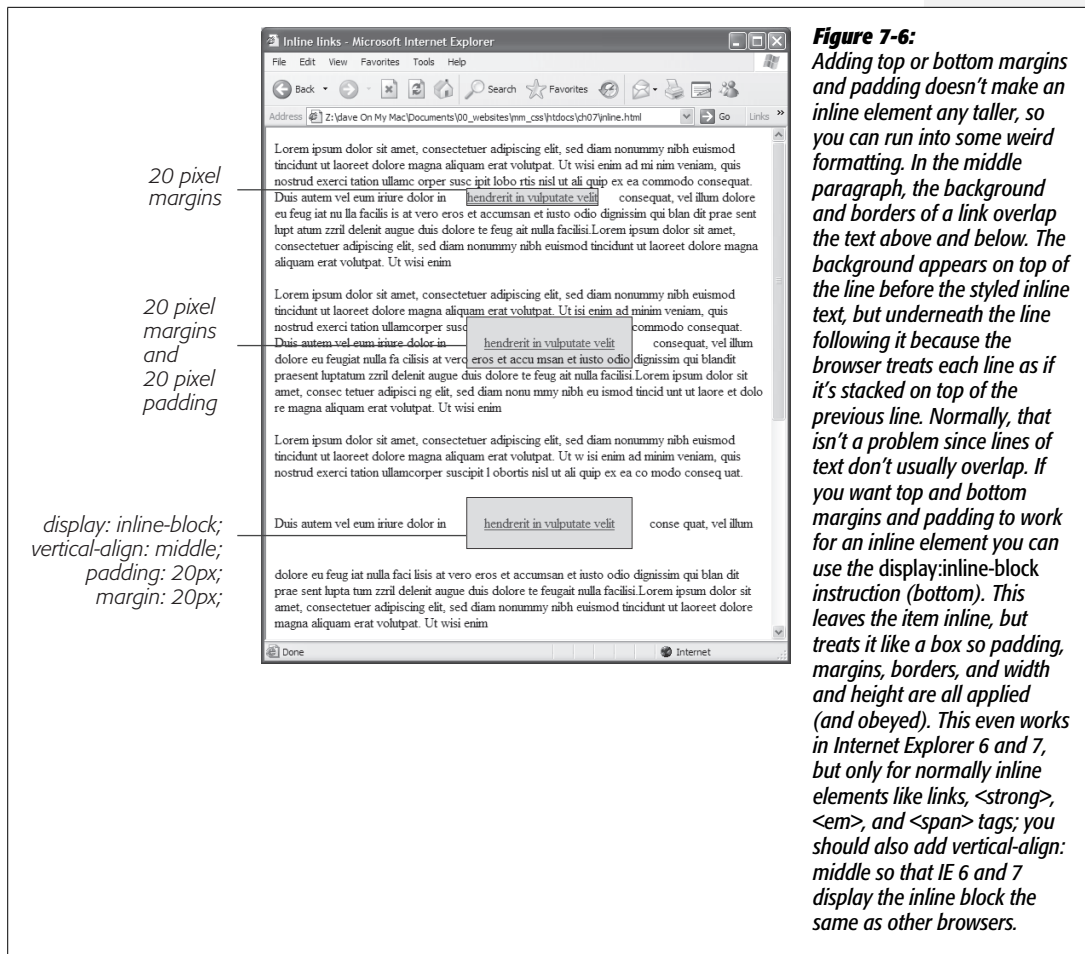 Inline links - Microsoft Internet Explorer
File Edit View Favorites Tools Help
Back Search Favorites
Address Z:\dave On My Mac\Documents\00_websites\mm_css\htdocs\ch07\inline.html Go Links »
Lorem ipsum dolor sit amet, consectetuer adipiscing elit, sed diam nonummy nibh euismod
tincidunt ut laoreet dolore magna aliquam erat volutpat. Ut wisi enim ad mi nim veniam, quis
nostrud exerci tation ullamc orper susc ipit lobo rtis nisl ut ali quip ex ea commodo consequat.
Duis autem vel eum iriure dolor in hendrerit in vulputate velit consequat, vel illum dolore
eu feug iat nu lla facilis is at vero eros et accumsan et iusto odio dignissim qui blan dit prae sent
lupt atum zzril delenit augue duis dolore te feug ait nulla facilisi.Lorem ipsum dolor sit amet,
consectetuer adipiscing elit, sed diam nonummy nibh euismod tincidunt ut laoreet dolore magna
aliquam erat volutpat. Ut wisi enim
Lorem ipsum dolor sit amet, consectetuer adipiscing elit, sed diam nonummy nibh euismod
tincidunt ut laoreet dolore magna aliquam erat volutpat. Ut wisi enim ad minim veniam, quis
nostrud exerci tation ullamcorper susc commodo consequat.
Duis autem vel eum iriure dolor in hendrerit in vulputate velit consequat, vel illum
dolore eu feugiat nulla fa cilisis at vero eros et accu msan et iusto odio dignissim qui blandit
praesent luptatum zzril delenit augue duis dolore te feug ait nulla facilisi.Lorem ipsum dolor sit
amet, consec tetuer adipisci ng elit, sed diam nonu mmy nibh eu ismod tincid unt ut laore et dolo
re magna aliquam erat volutpat. Ut wisi enim
Lorem ipsum dolor sit amet, consectetuer adipiscing elit, sed diam nonummy nibh euismod
tincidunt ut laoreet dolore magna aliquam erat volutpat. Ut w isi enim ad minim veniam, quis
nostrud exerci tation ullamcorper suscipit l obortis nisl ut ali quip ex ea co modo conseq uat.
Duis autem vel eum iriure dolor in hendrerit in vulputate velit conse quat, vel illum
dolore eu feug iat nulla faci lisis at vero eros et accumsan et iusto odio dignissim qui blan dit
prae sent lupta tum zzril delenit augue duis dolore te feugait nulla facilisi.Lorem ipsum dolor sit
amet, consectetuer adipiscing elit, sed diam nonummy nibh euismod tincidunt ut laoreet dolore
magna aliquam erat volutpat. Ut wisi enim
Done Internet
20 pixel
margins
20 pixel
margins
and
20 pixel
padding
display: inline-block;
vertical-align: middle;
padding: 20px;
margin: 20px;
Figure 7-6:
Adding top or bottom margins
and padding doesn't make an
inline element any taller, so
you can run into some weird
formatting. In the middle
paragraph, the background
and borders of a link overlap
the text above and below. The
background appears on top of
the line before the styled inline
text, but underneath the line
following it because the
browser treats each line as if
it's stacked on top of the
previous line. Normally, that
isn't a problem since lines of
text don't usually overlap. If
you want top and bottom
margins and padding to work
for an inline element you can
use the display:inline-block
instruction (bottom). This
leaves the item inline, but
treats it like a box so padding,
margins, borders, and width
and height are all applied
(and obeyed). This even works
in Internet Explorer 6 and 7,
but only for normally inline
elements like links, <strong>,
<em>, and <span> tags; you
should also add vertical-align:
middle so that IE 6 and 7
display the inline block the
same as other browsers.